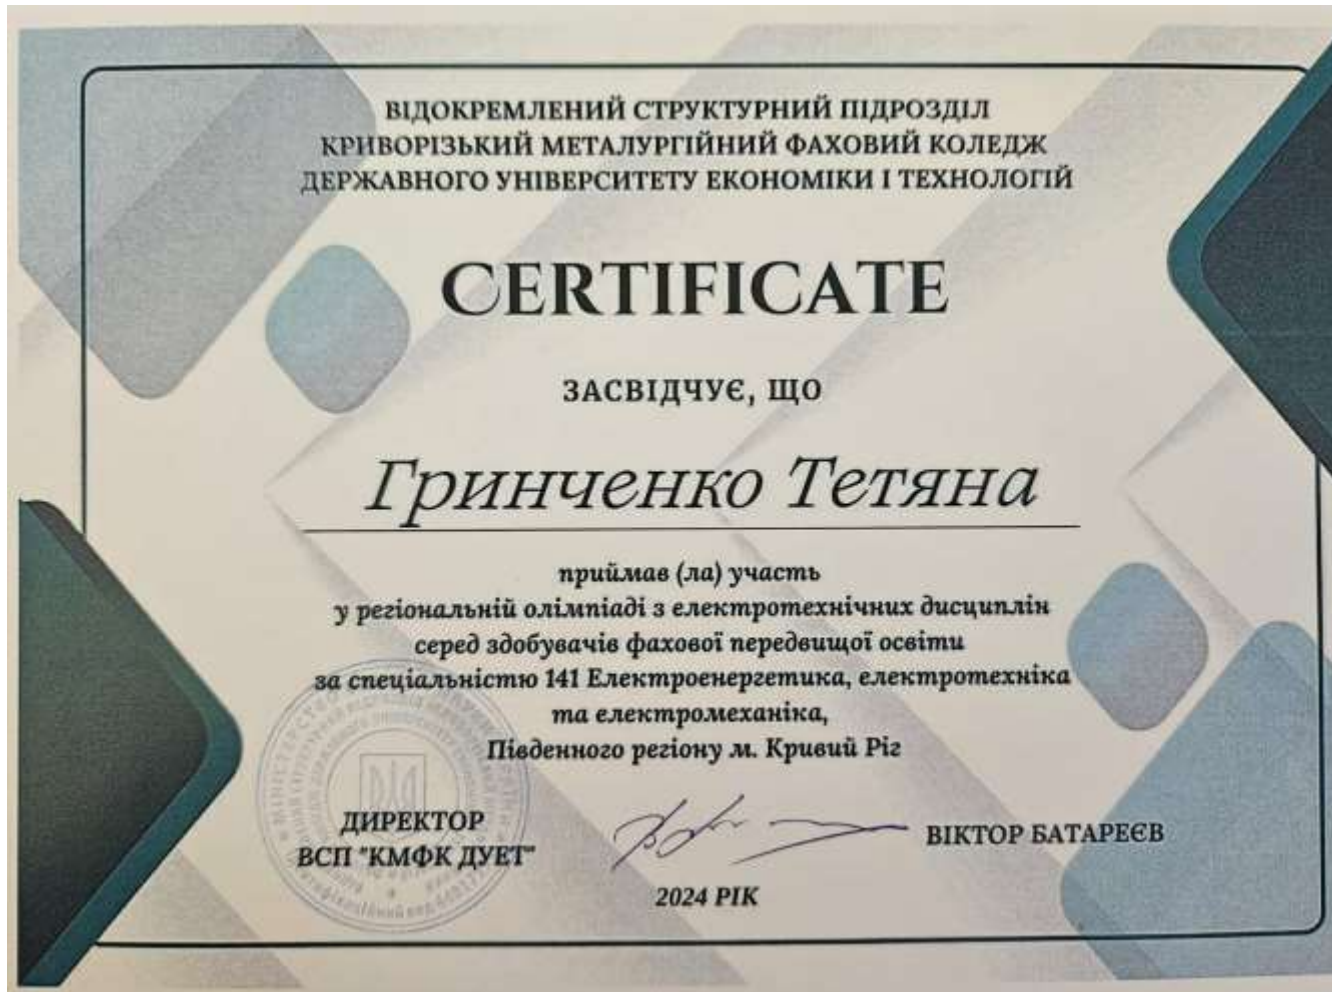 ВІДОКРЕМЛЕНИЙ СТРУКТУРНИЙ ПІДРОЗДІЛ
КРИВОРІЗЬКИЙ МЕТАЛУРГІЙНИЙ ФАХОВИЙ КОЛЕДЖ
ДЕРЖАВНОГО УНІВЕРСИТЕТУ ЕКОНОМІКИ І ТЕХНОЛОГІЙ
CERTIFICATE
ЗАСВІДЧУЄ, ЩО
Гринченко Тетяна
приймав (ла) участь
у регіональній олімпіаді з електротехнічних дисциплін
серед здобувачів фахової передвищої освіти
за спеціальністю 141 Електроенергетика, електротехніка
та електромеханіка,
Південного регіону м. Кривий Ріг
ДИРЕКТОР
ВСП "КМФК ДУЕТ"
ВІКТОР БАТАРЕЄВ
2024 РІК